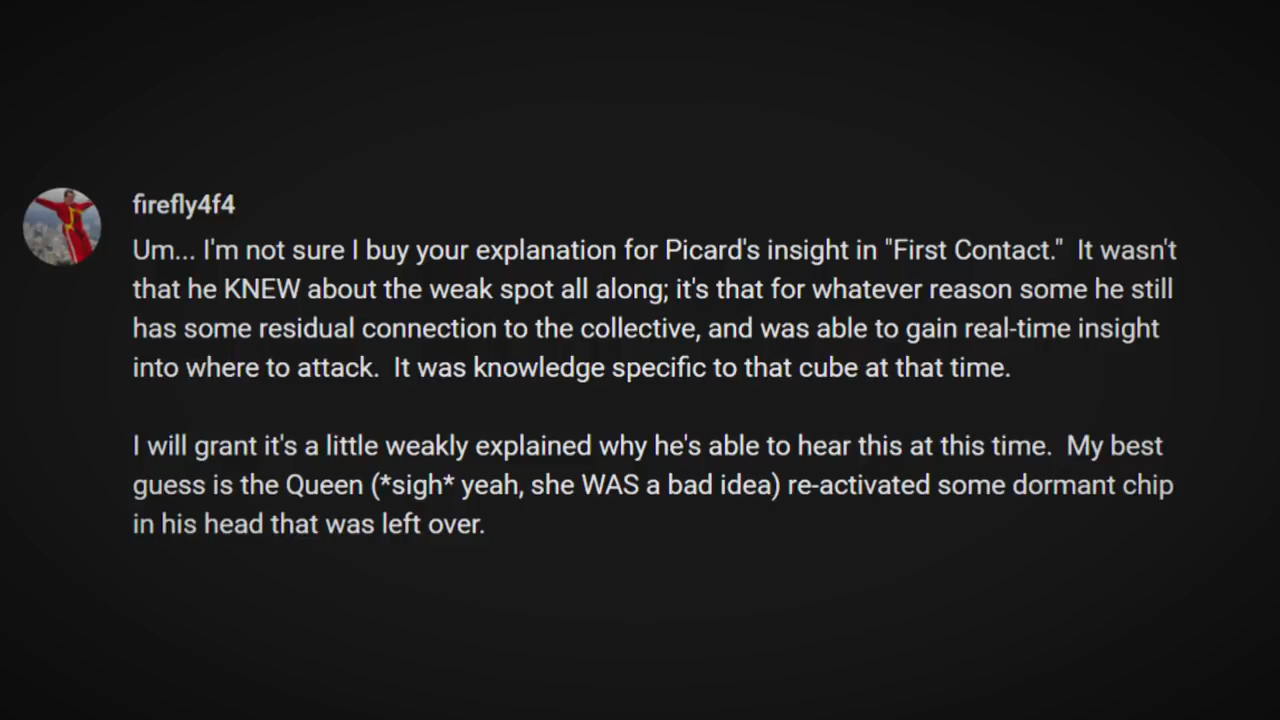 firefly4f4
Um... I'm not sure I buy your explanation for Picard's insight in "First Contact."  It wasn't
that he KNEW about the weak spot all along; it's that for whatever reason some he still
has some residual connection to the collective, and was able to gain real-time insight
into where to attack.  It was knowledge specific to that cube at that time.
I will grant it's a little weakly explained why he's able to hear this at this time.  My best
guess is the Queen (*sigh* yeah, she WAS a bad idea) re-activated some dormant chip
in his head that was left over.